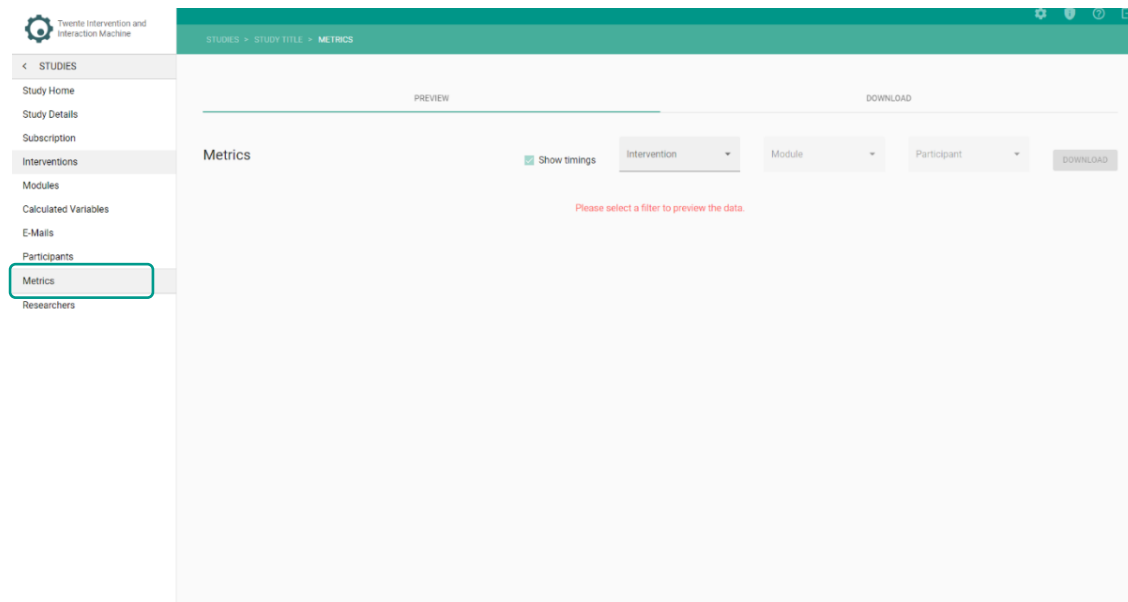 Twente Intervention and
Interaction Machine
STUDIES > STUDY TITLE > METRICS
< STUDIES
Study Home
Study Details
Subscription
Interventions
Modules
Calculated Variables
E-Mails
Participants
Metrics
Researchers
PREVIEW DOWNLOAD
Metrics Show timings Intervention Module Participant DOWNLOAD
Please select a filter to preview the data.